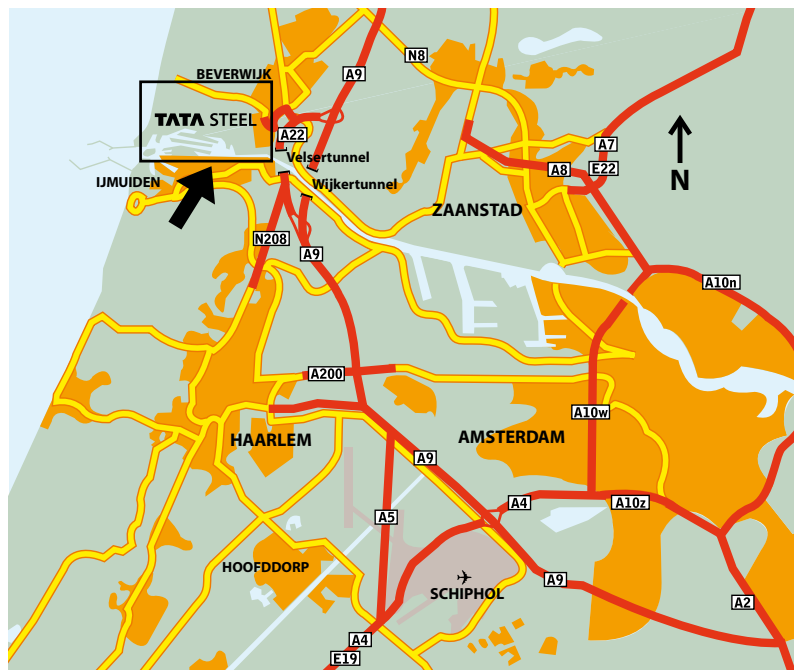 N8
BEVERWIJK
A9
TATA STEEL
A22
A7
Velsertunnel
A8
E22
IJMUIDEN
Wijkertunnel
N
ZAANSTAD
N208
A9
A10n
A200
A10w
HAARLEM
AMSTERDAM
A9
A4
A10z
A5
HOOFDDORP
SCHIPHOL
A9
A2
A4
E19